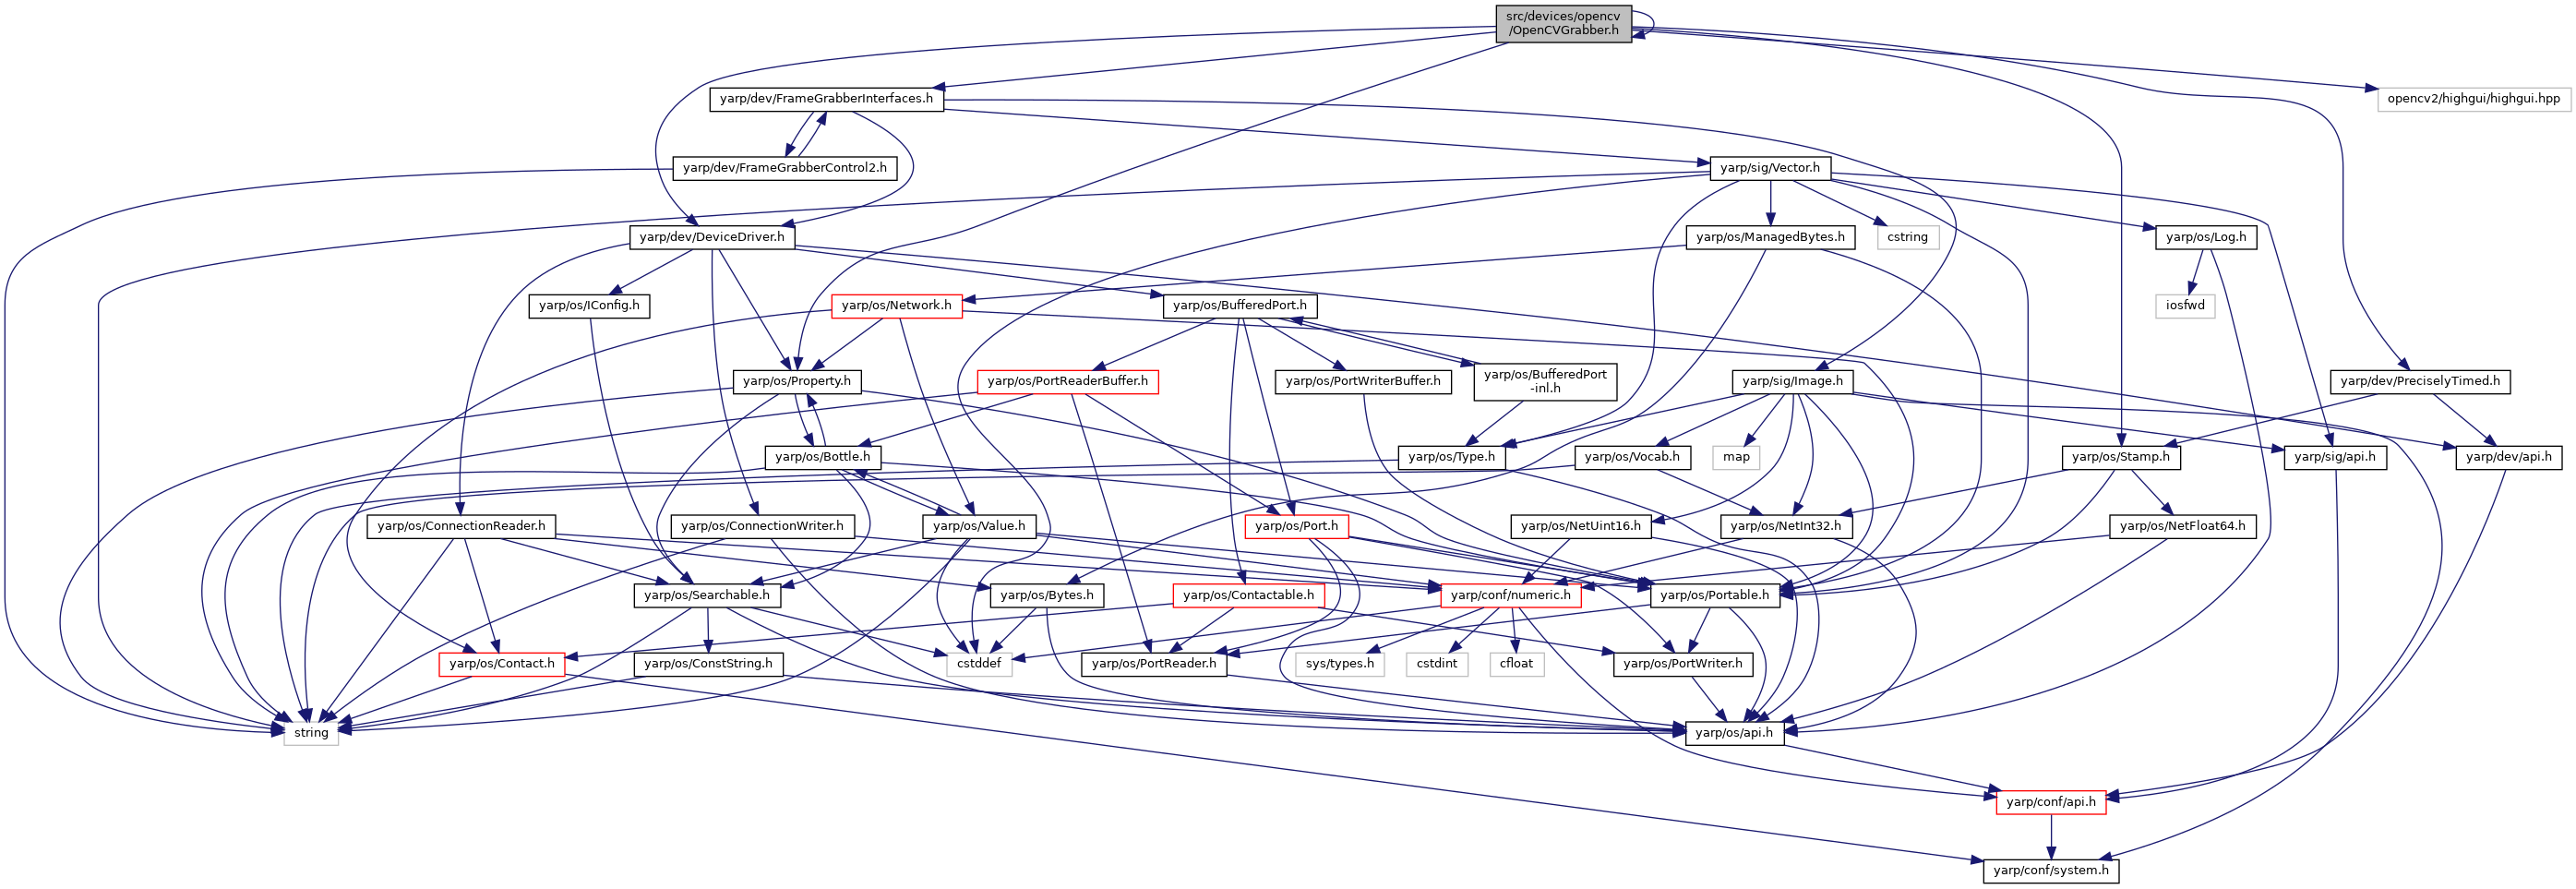 src/devices/opencv
/OpenCVGrabber.h
yarp/dev/FrameGrabberInterfaces.h
opencv2/highgui/highgui.hpp
yarp/dev/FrameGrabberControl2.h
yarp/sig/Vector.h
yarp/dev/DeviceDriver.h
yarp/os/ManagedBytes.h
cstring
yarp/os/Log.h
yarp/os/IConfig.h
yarp/os/Network.h
yarp/os/BufferedPort.h
iosfwd
yarp/os/Property.h
yarp/os/PortReaderBuffer.h
yarp/os/PortWriterBuffer.h
yarp/os/BufferedPort
-inl.h
yarp/sig/Image.h
yarp/dev/PreciselyTimed.h
yarp/os/Bottle.h
yarp/os/Type.h
yarp/os/Vocab.h
map
yarp/os/Stamp.h
yarp/sig/api.h
yarp/dev/api.h
yarp/os/ConnectionReader.h
yarp/os/ConnectionWriter.h
yarp/os/Value.h
yarp/os/Port.h
yarp/os/NetUint16.h
yarp/os/NetInt32.h
yarp/os/NetFloat64.h
yarp/os/Searchable.h
yarp/os/Bytes.h
yarp/os/Contactable.h
yarp/conf/numeric.h
yarp/os/Portable.h
yarp/os/Contact.h
yarp/os/ConstString.h
cstddef
yarp/os/PortReader.h
sys/types.h
cstdint
cfloat
yarp/os/PortWriter.h
string
yarp/os/api.h
yarp/conf/api.h
yarp/conf/system.h